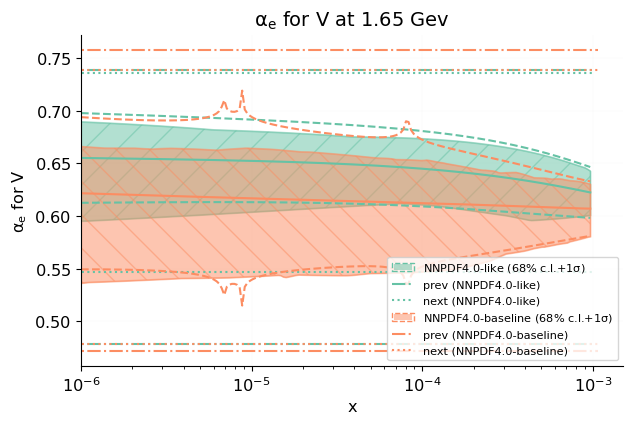 αe for V at 1.65 Gev
αe for V
0.75
0.70
0.65
0.60
0.55
0.50
NNPDF4.0-like (68% c.l.+1σ)
prev (NNPDF4.0-like)
next (NNPDF4.0-like)
NNPDF4.0-baseline (68% c.l.+1σ)
prev (NNPDF4.0-baseline)
next (NNPDF4.0-baseline)
10⁻⁶ 10⁻⁵ 10⁻⁴ 10⁻³
x